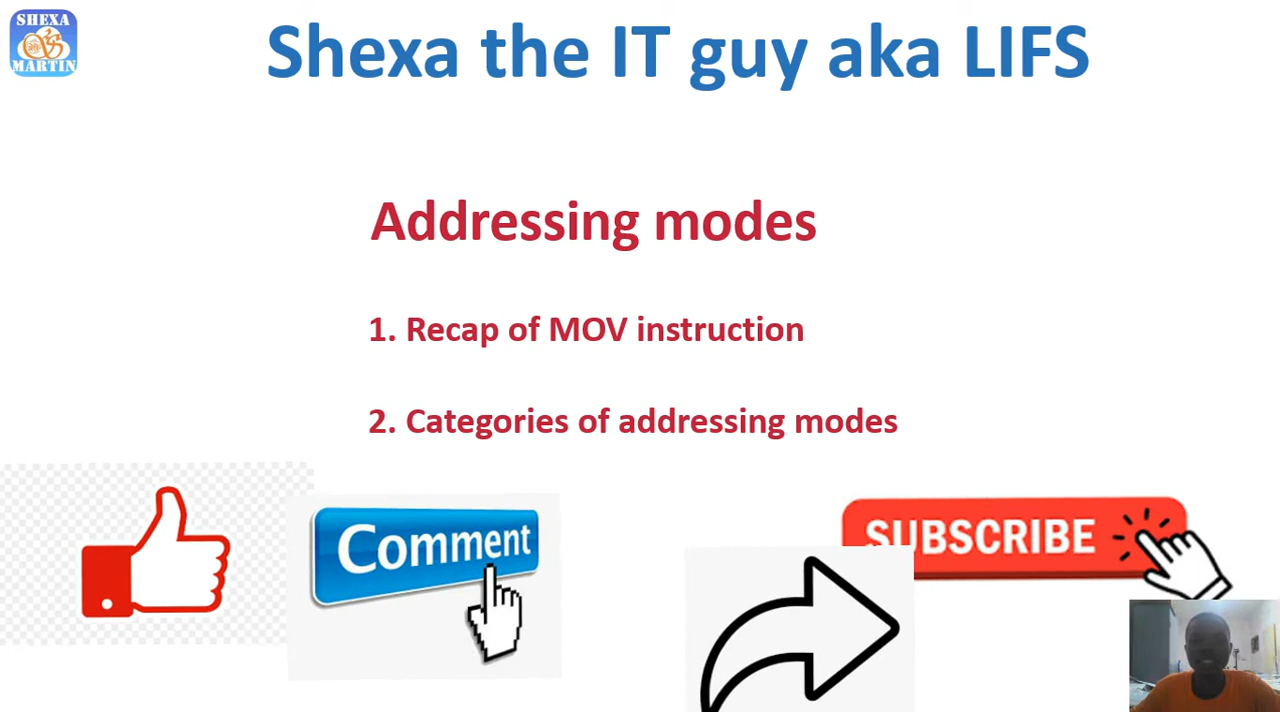 SHEXA
MARTIN
Shexa the IT guy aka LIFS
Addressing modes
1. Recap of MOV instruction
2. Categories of addressing modes
Comment
SUBSCRIBE